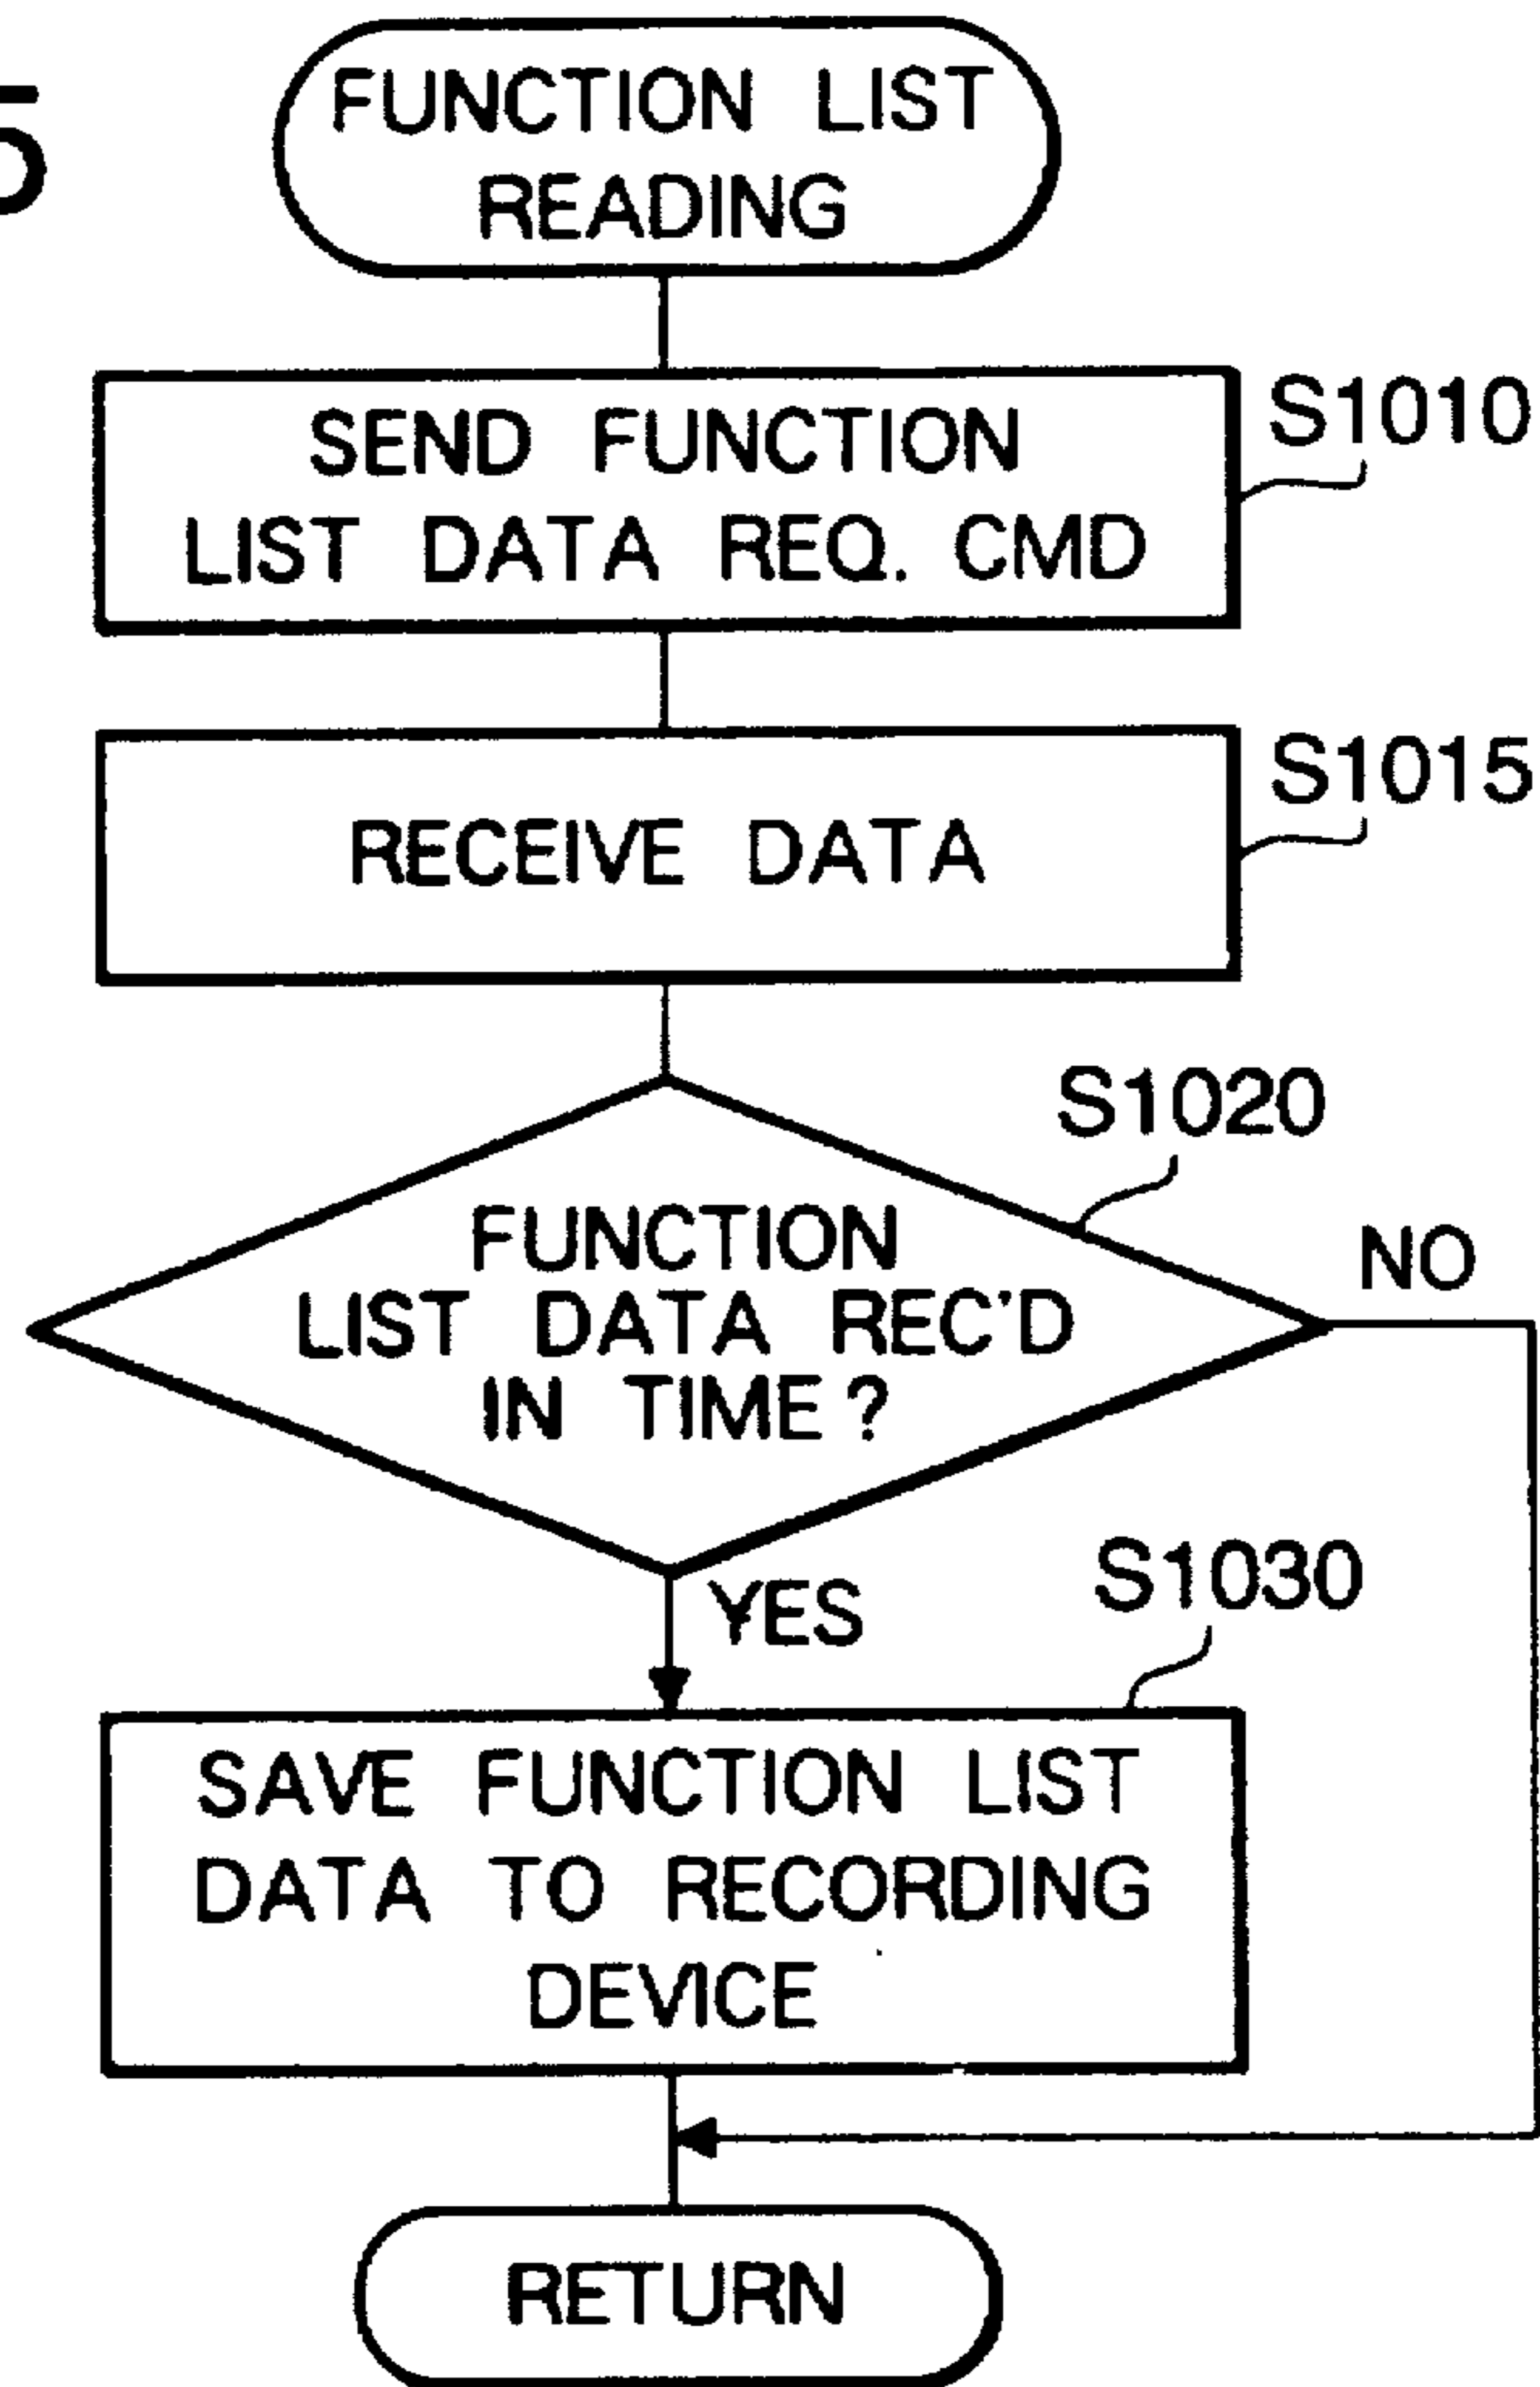 5
FUNCTION LIST
READING
S1010
SEND FUNCTION
LIST DATA REQ. CMD
S1015
RECEIVE DATA
S1020
FUNCTION
LIST DATA REC'D
IN TIME?
NO
YES
S1030
SAVE FUNCTION LIST
DATA TO RECORDING
DEVICE
RETURN